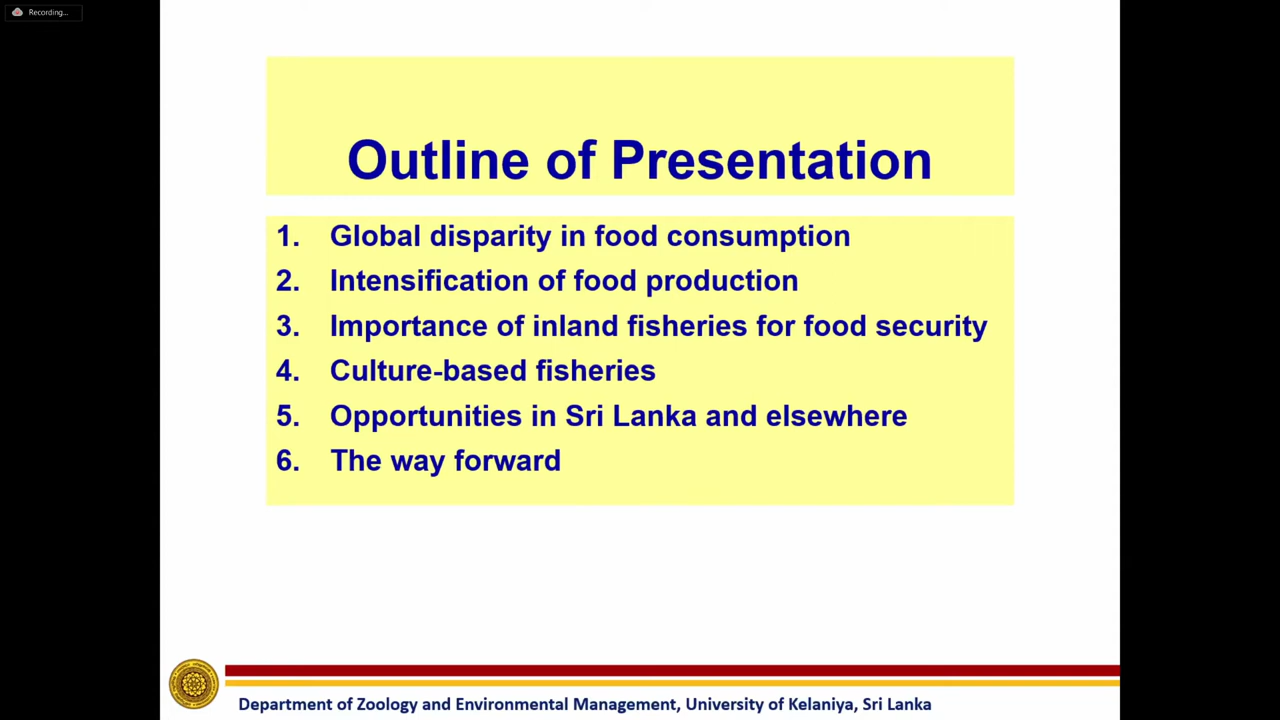 Recording...
Outline of Presentation
1. Global disparity in food consumption
2. Intensification of food production
3. Importance of inland fisheries for food security
4. Culture-based fisheries
5. Opportunities in Sri Lanka and elsewhere
6. The way forward
Department of Zoology and Environmental Management, University of Kelaniya, Sri Lanka